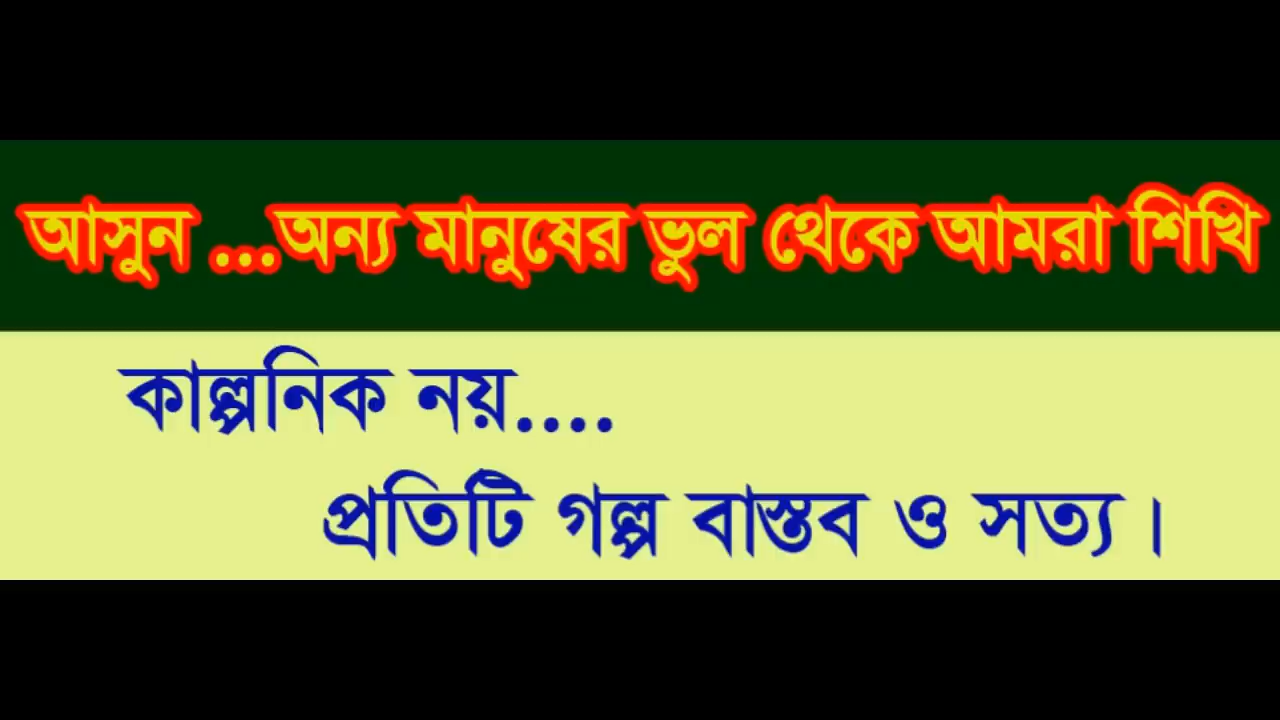 আসুন ...অন্য মানুষের ভুল থেকে আমরা শিখি
কাল্পনিক নয়....
প্রতিটি গল্প বাস্তব ও সত্য।